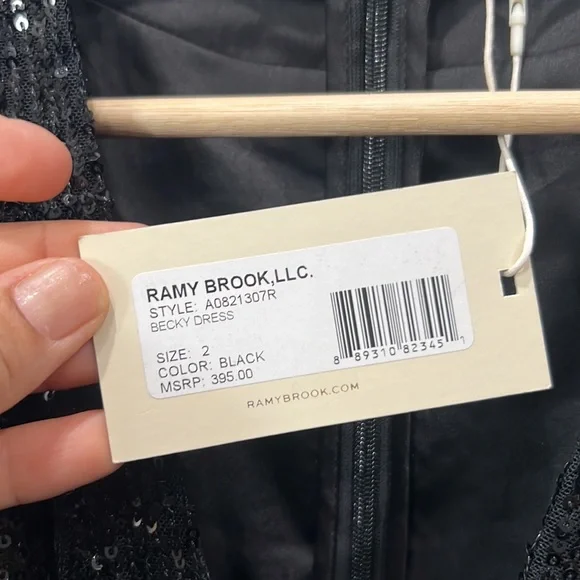 RAMY BROOK,LLC.
STYLE: A0821307R
BECKY DRESS
SIZE: 2
COLOR: BLACK
MSRP: 395.00
8 89310 82345 1
RAMYBROOK.COM